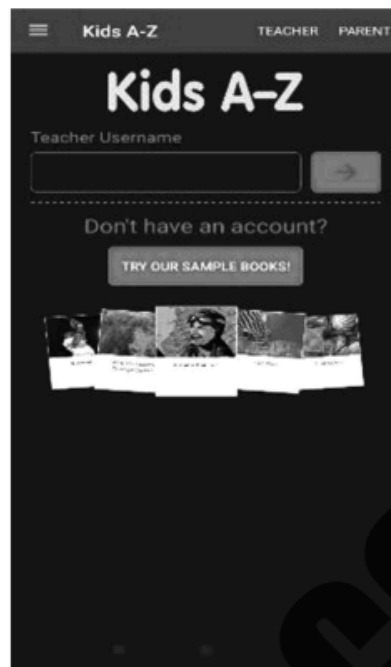 Kids A-Z TEACHER PARENT
Kids A-Z
Teacher Username
Don't have an account?
TRY OUR SAMPLE BOOKS!